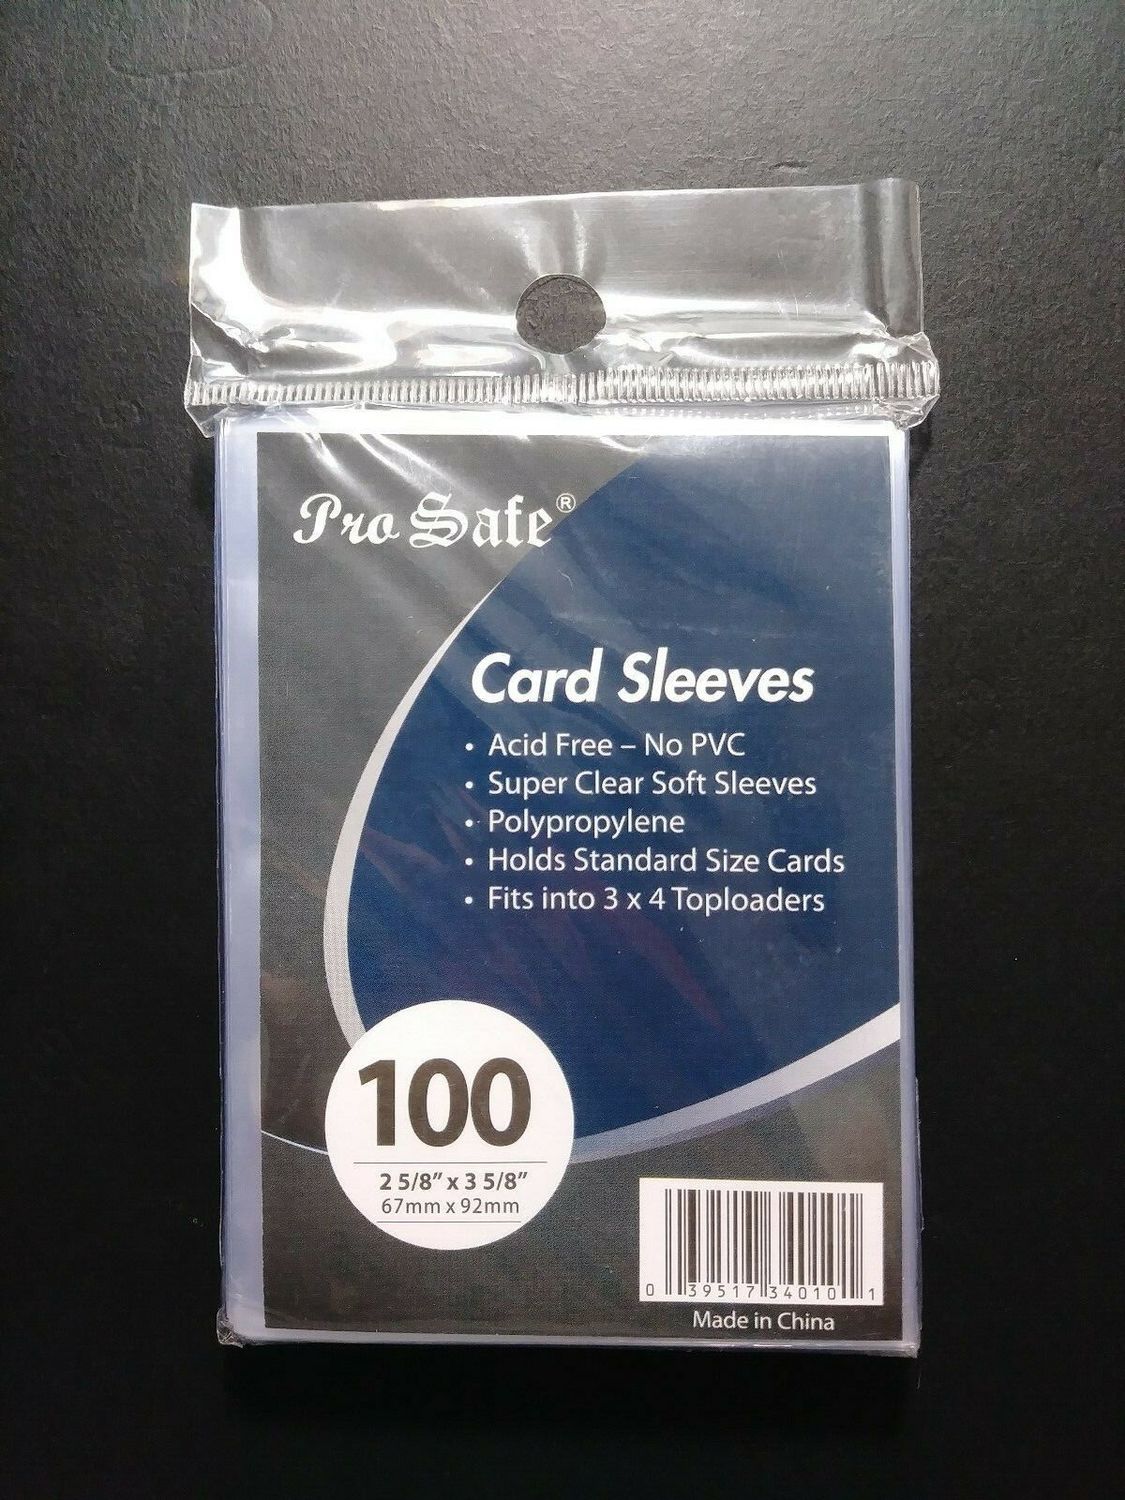 Pro Safe®
Card Sleeves
• Acid Free – No PVC
• Super Clear Soft Sleeves
• Polypropylene
• Holds Standard Size Cards
• Fits into 3 x 4 Toploaders
100
2 5/8” x 3 5/8”
67mm x 92mm
0 39517 34010 1
Made in China